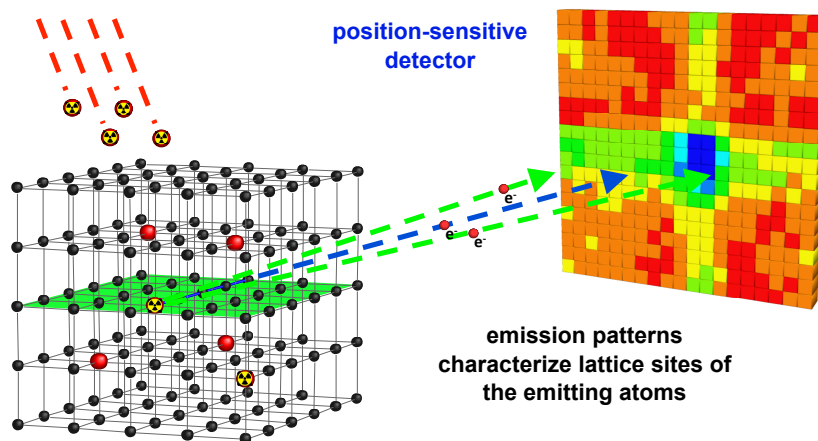 position-sensitive
detector
e-
e-
e-
emission patterns
characterize lattice sites of
the emitting atoms